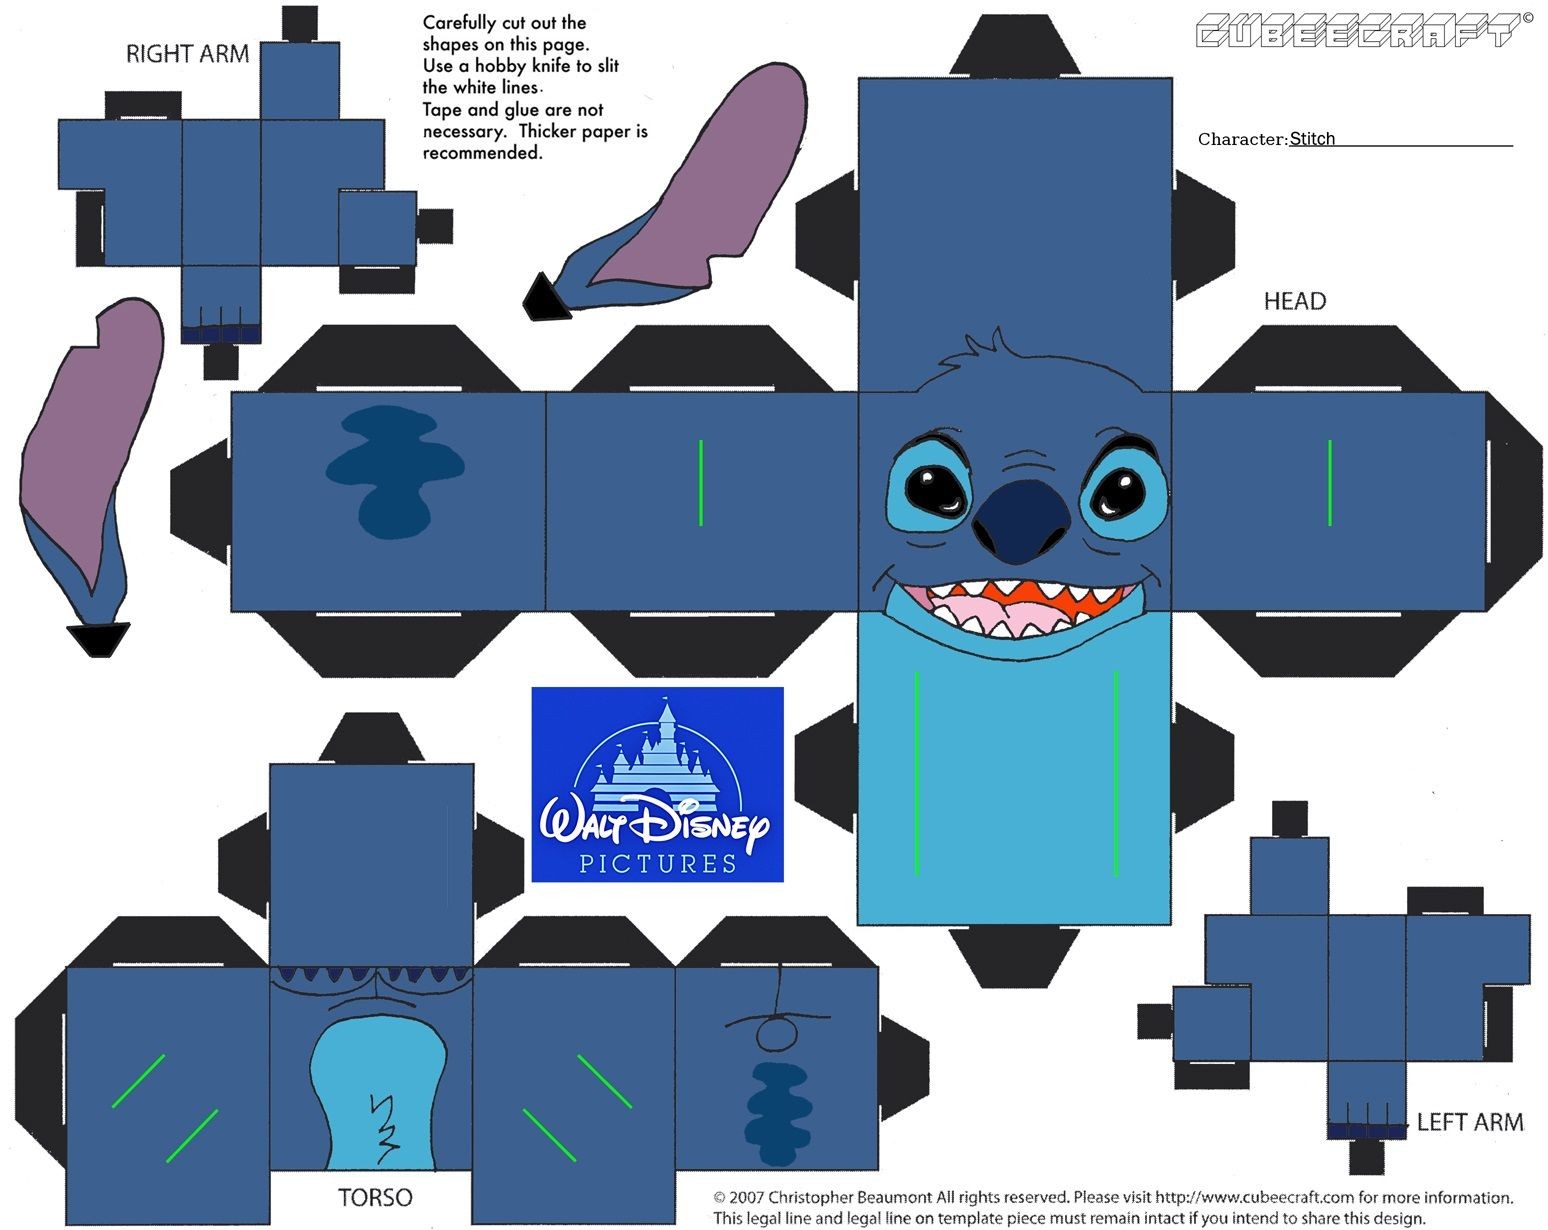 RIGHT ARM
Carefully cut out the
shapes on this page.
Use a hobby knife to slit
the white lines.
Tape and glue are not
necessary.  Thicker paper is
recommended.
CUBEECRAFT©
Character:Stitch
HEAD
WALT DISNEY
PICTURES
LEFT ARM
TORSO
© 2007 Christopher Beaumont All rights reserved. Please visit http://www.cubeecraft.com for more information.
This legal line and legal line on template piece must remain intact if you intend to share this design.